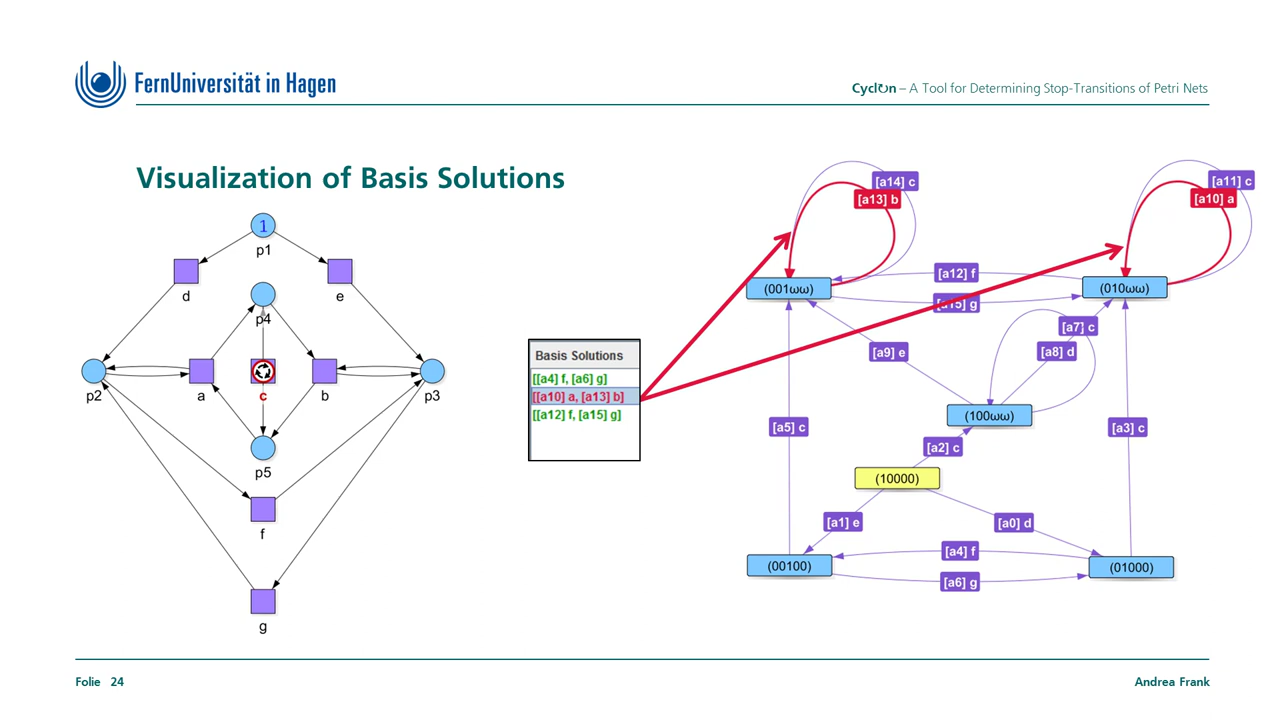 FernUniversität in Hagen
Cycl↻n – A Tool for Determining Stop-Transitions of Petri Nets
Visualization of Basis Solutions
1
p1
d
e
p4
p2
a
c
b
p3
p5
f
g
Basis Solutions
[[a4] f, [a6] g]
[[a10] a, [a13] b]
[[a12] f, [a15] g]
[a14] c
[a13] b
[a11] c
[a10] a
(001ωω)
[a12] f
(010ωω)
[a15] g
[a7] c
[a9] e
[a8] d
(100ωω)
[a5] c
[a3] c
[a2] c
(10000)
[a1] e
[a0] d
(00100)
[a4] f
(01000)
[a6] g
Folie 24
Andrea Frank